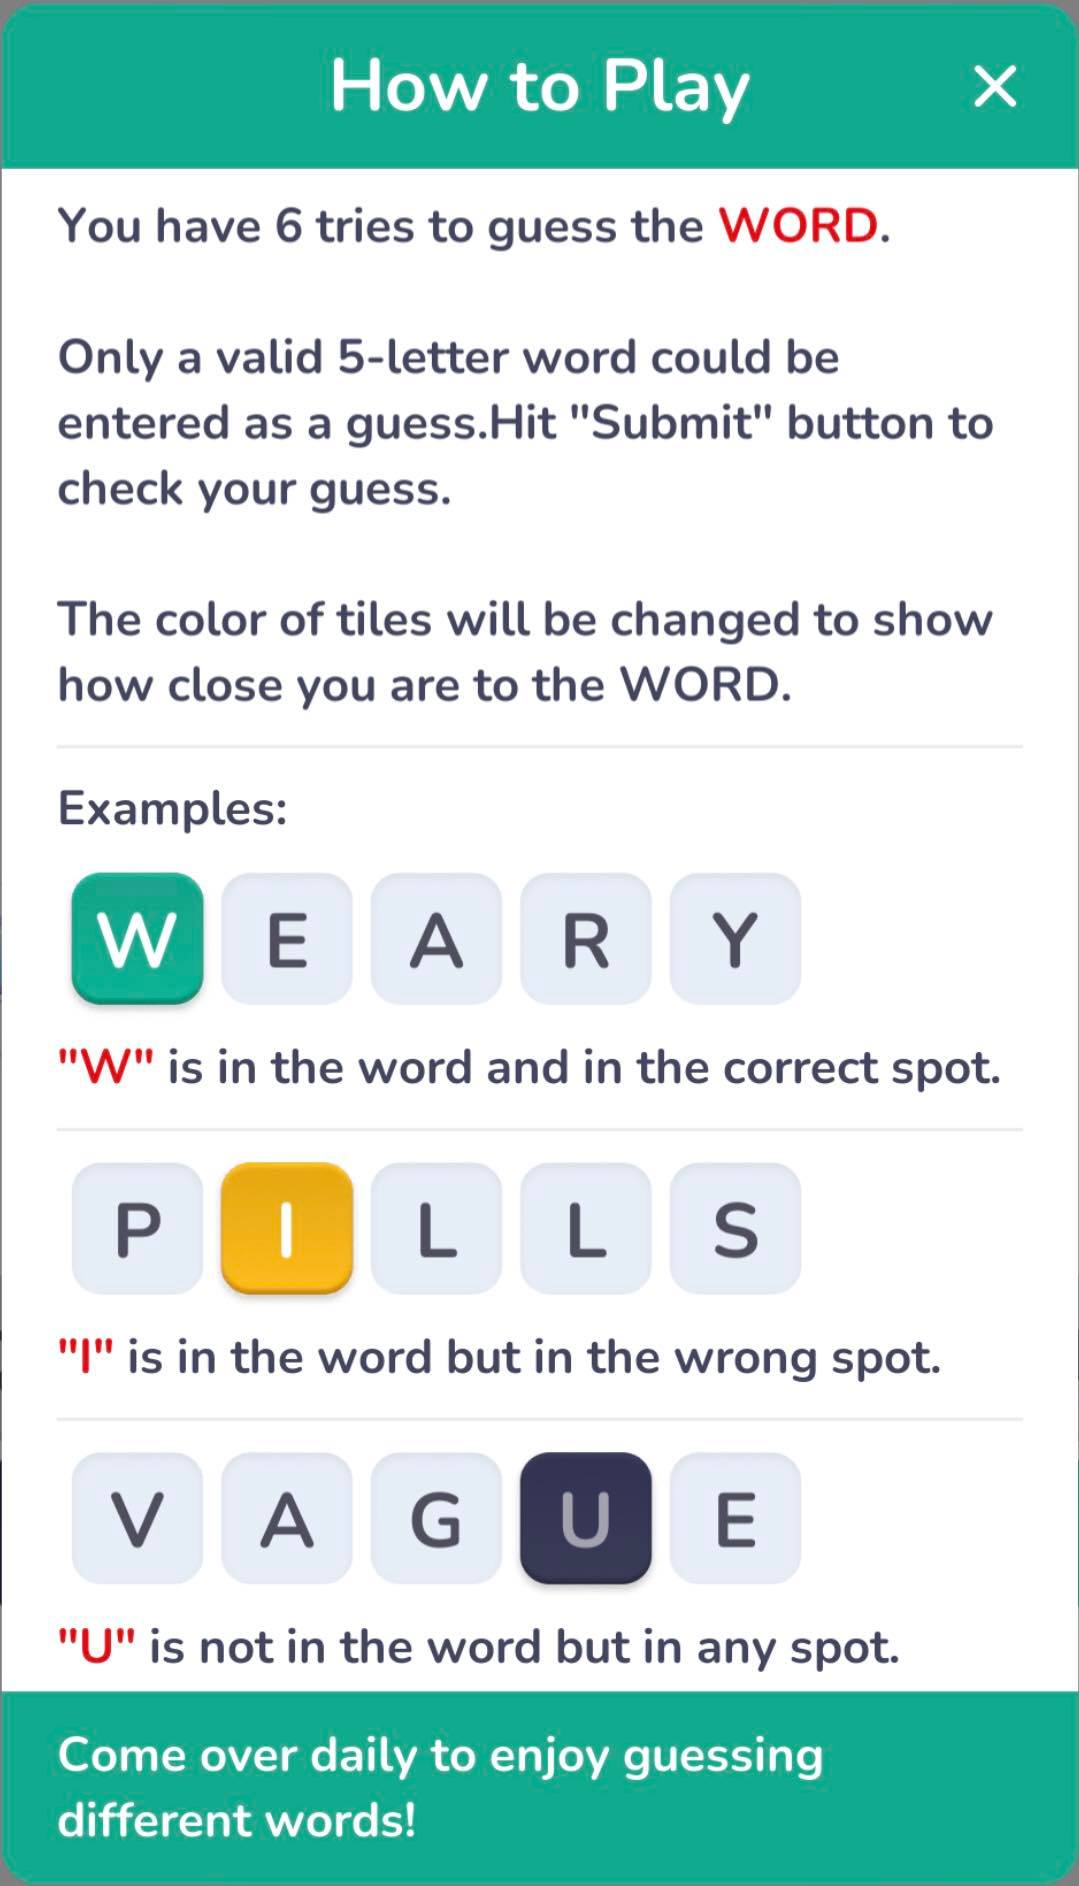 How to Play
You have 6 tries to guess the WORD.
Only a valid 5-letter word could be
entered as a guess.Hit "Submit" button to
check your guess.
The color of tiles will be changed to show
how close you are to the WORD.
Examples:
W E A R Y
"W" is in the word and in the correct spot.
P I L L S
"I" is in the word but in the wrong spot.
V A G U E
"U" is not in the word but in any spot.
Come over daily to enjoy guessing
different words!